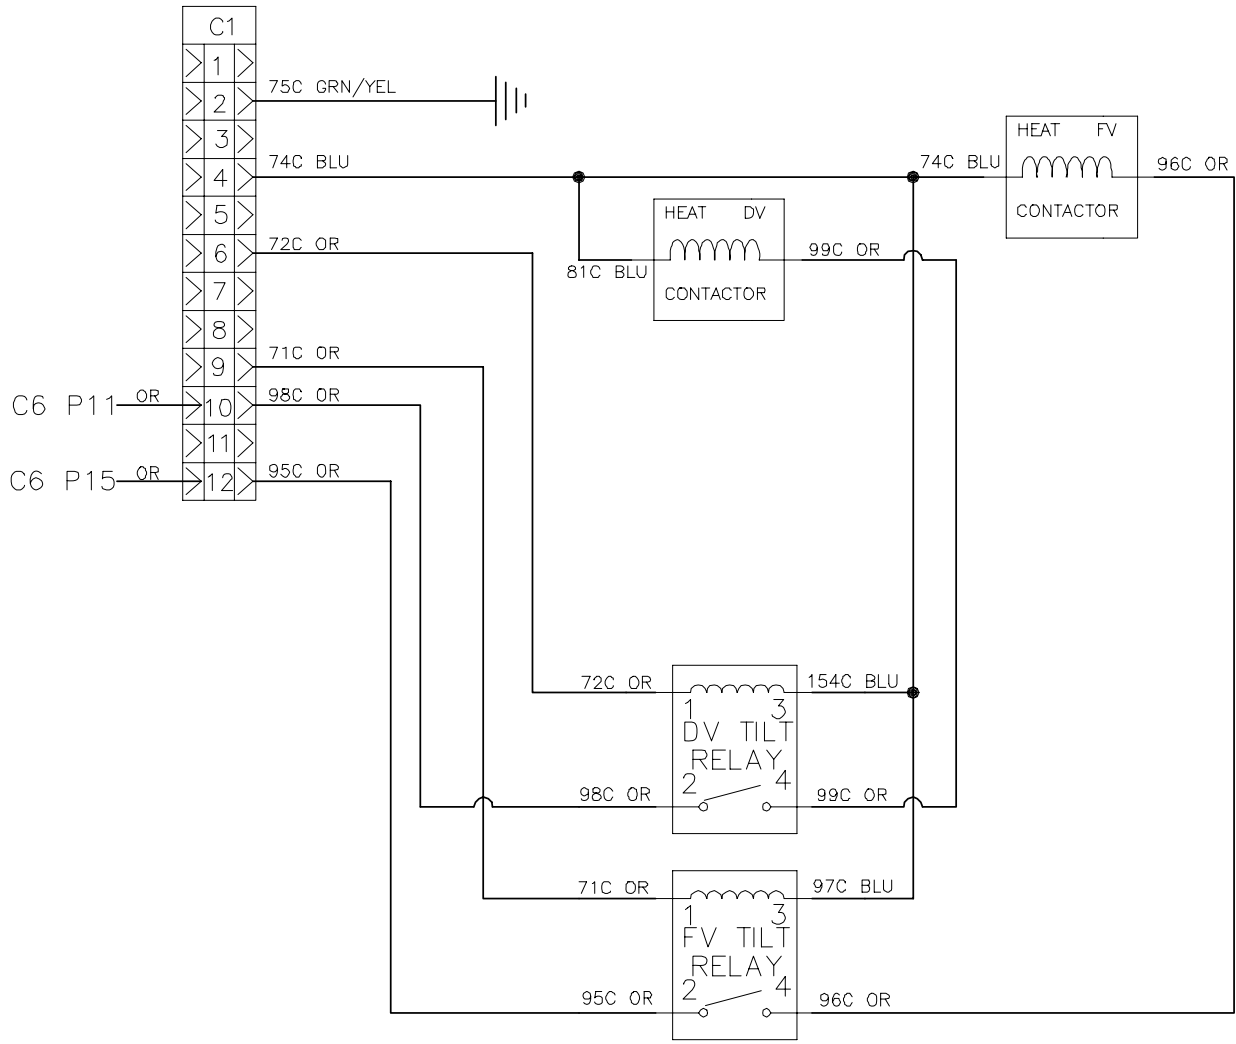 C1
1
2
75C GRN/YEL
3
4
74C BLU
74C BLU
HEAT FV
CONTACTOR
96C OR
5
6
72C OR
HEAT DV
CONTACTOR
81C BLU
99C OR
7
8
9
71C OR
C6 P11
OR
10
98C OR
11
C6 P15
OR
12
95C OR
72C OR
154C BLU
1 3
DV TILT
RELAY
2 4
98C OR
99C OR
71C OR
97C BLU
1 3
FV TILT
RELAY
2 4
95C OR
96C OR